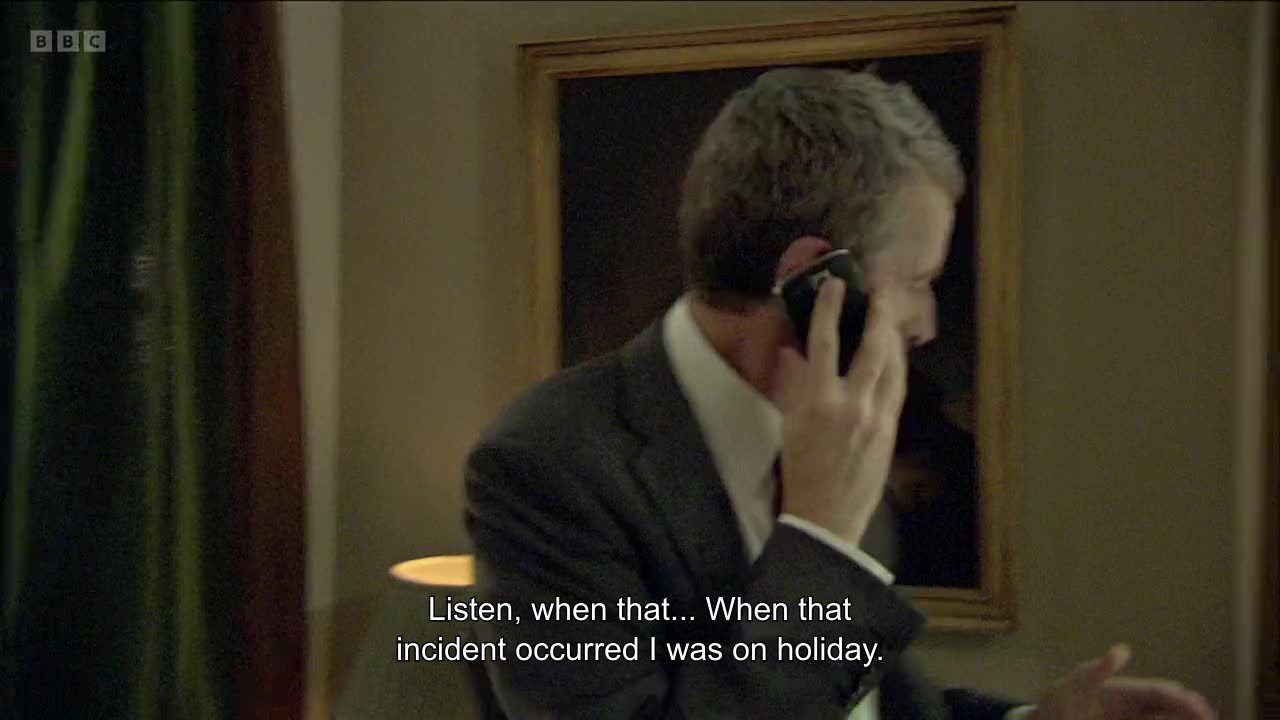 BBC
Listen, when that... When that
incident occurred I was on holiday.